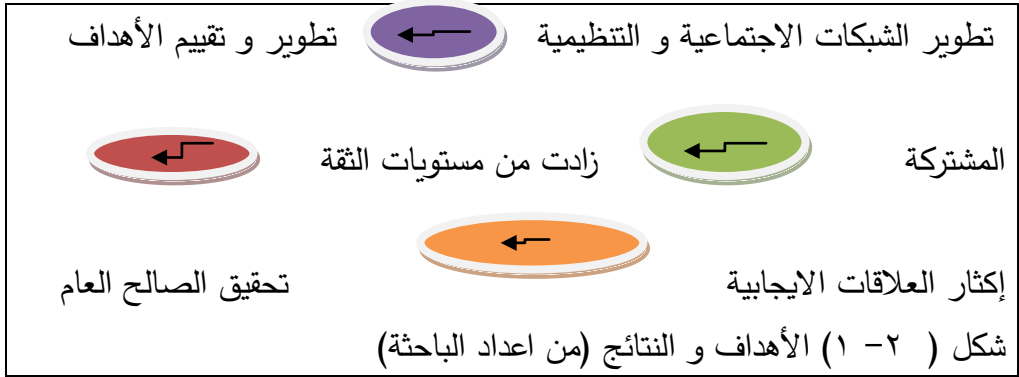 تطوير الشبكات الاجتماعية و التنظيمية تطوير و تقييم الأهداف
المشتركة زادت من مستويات الثقة
إكثار العلاقات الايجابية تحقيق الصالح العام
شكل ( ٢- ١) الأهداف و النتائج (من اعداد الباحثة)